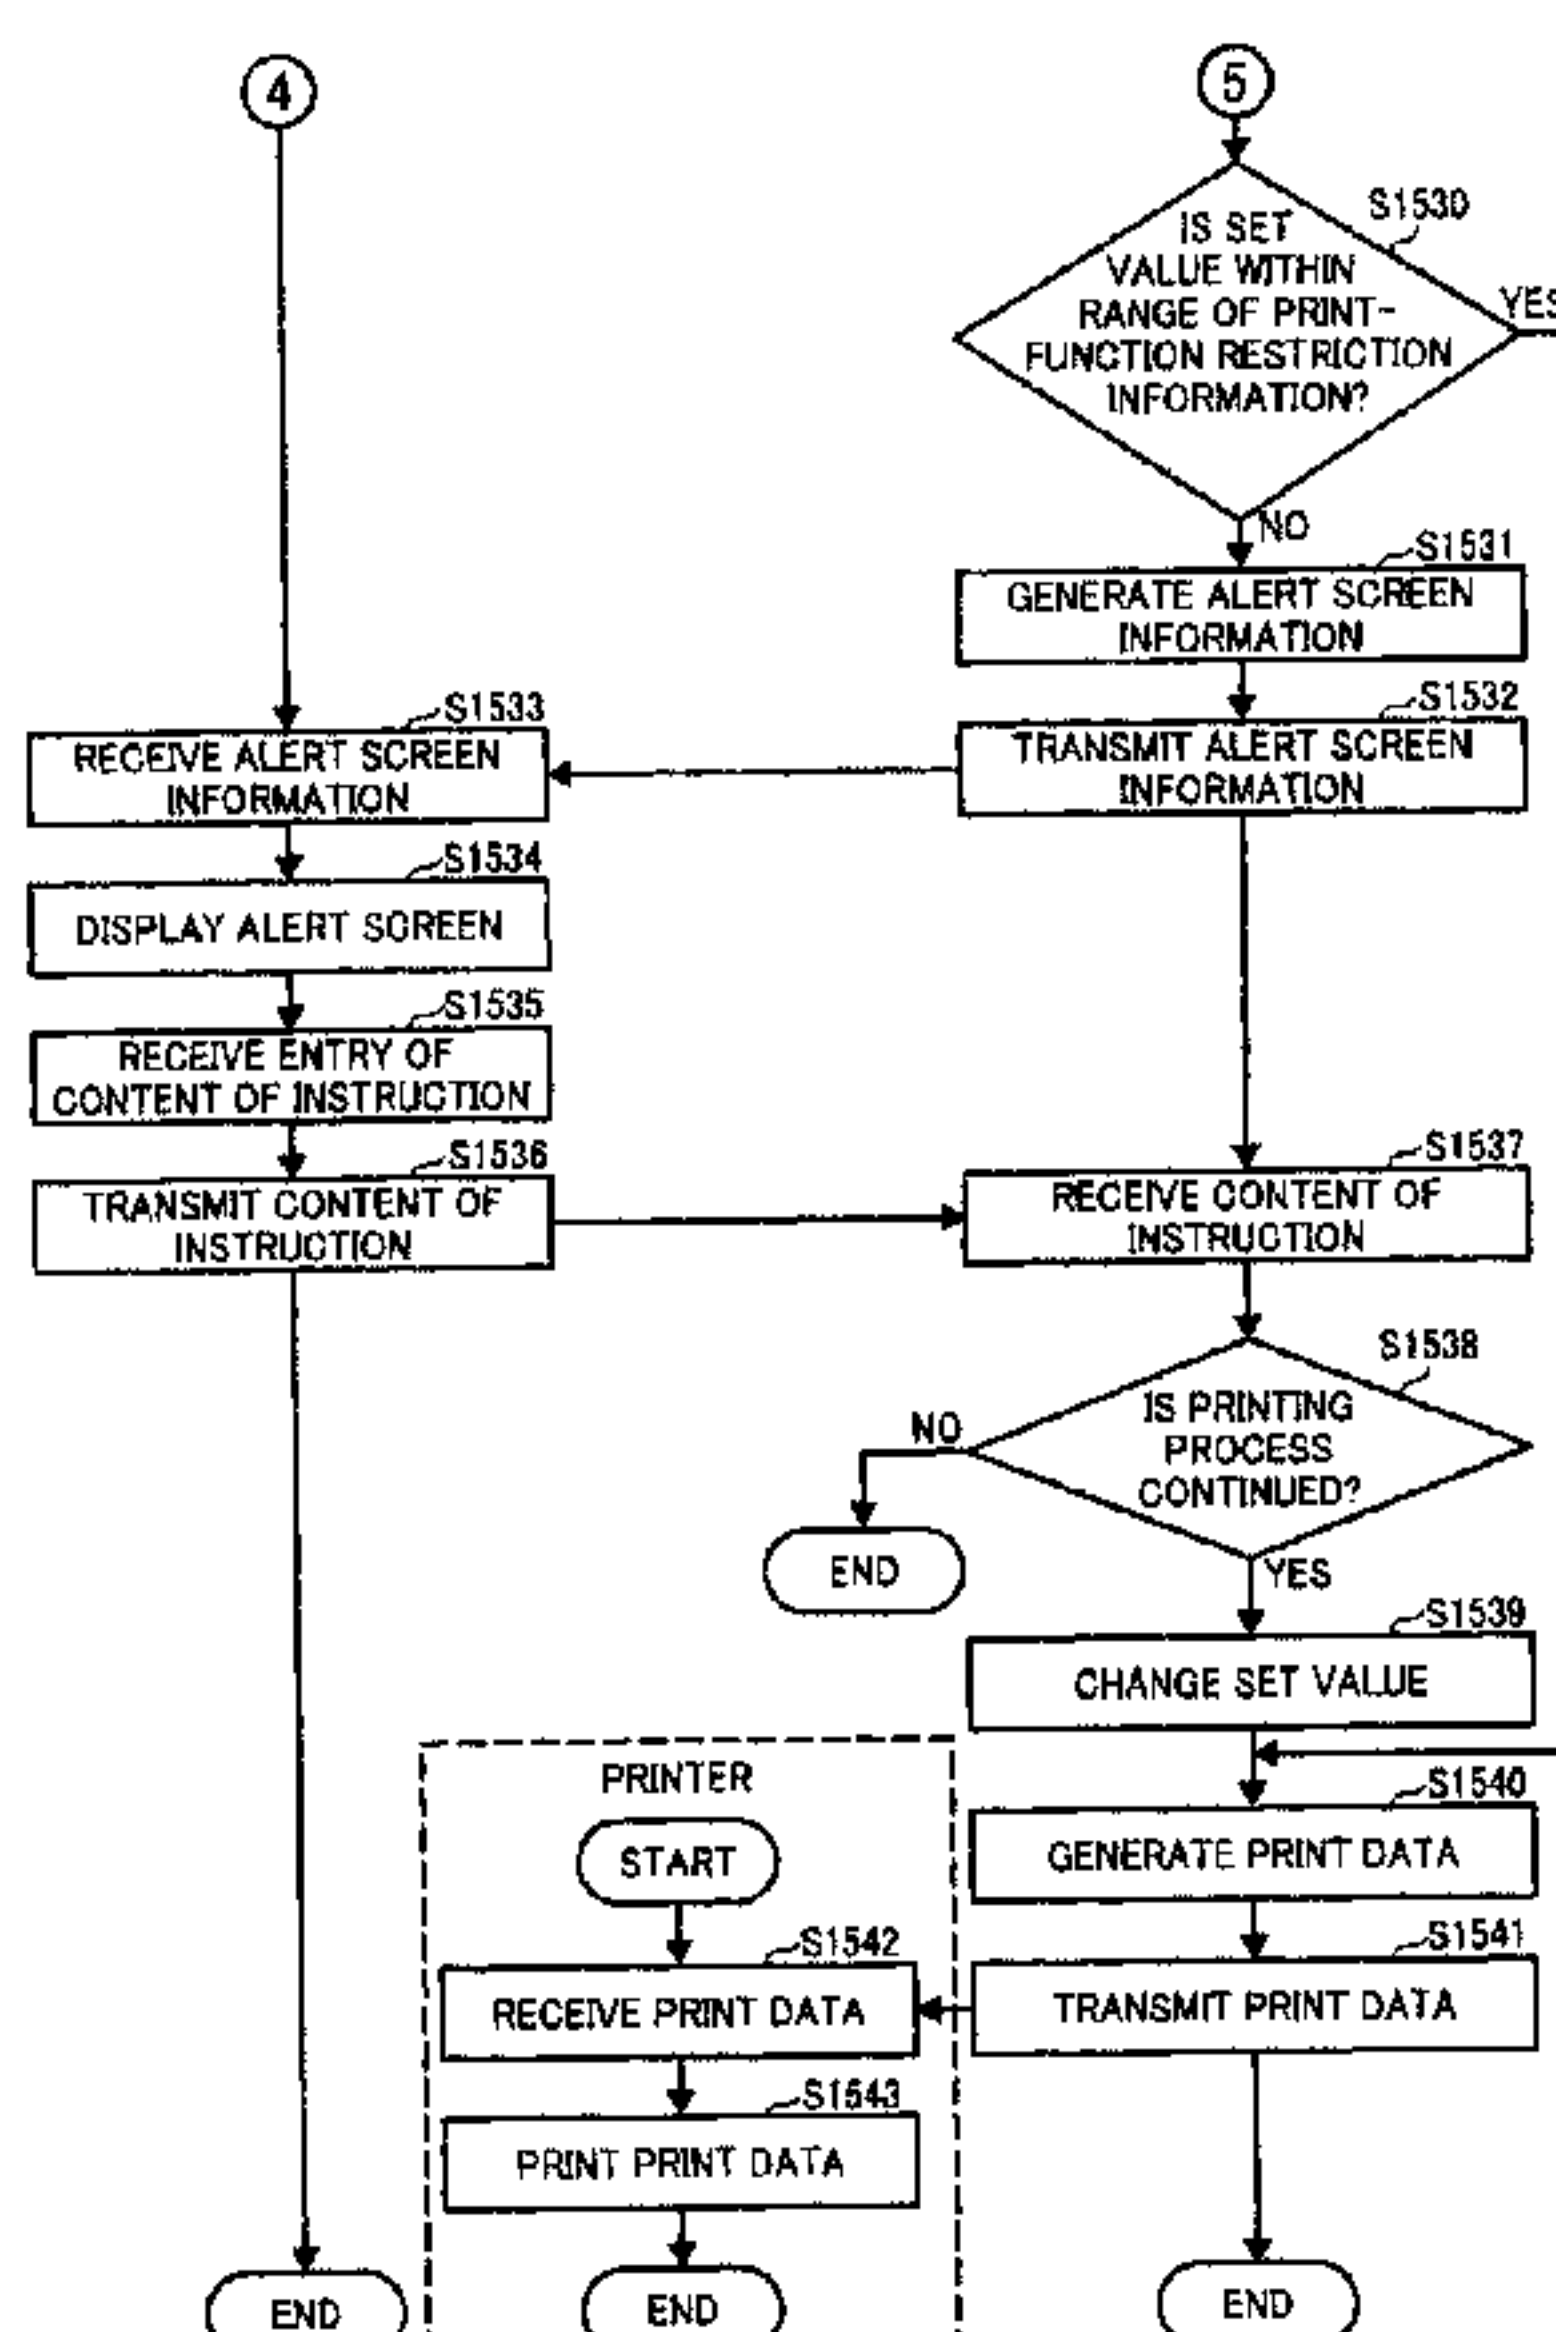 4
5
S1530
IS SET
VALUE WITHIN
RANGE OF PRINT-
FUNCTION RESTRICTION
INFORMATION?
YES
NO
S1531
GENERATE ALERT SCREEN
INFORMATION
S1532
TRANSMIT ALERT SCREEN
INFORMATION
S1533
RECEIVE ALERT SCREEN
INFORMATION
S1534
DISPLAY ALERT SCREEN
S1535
RECEIVE ENTRY OF
CONTENT OF INSTRUCTION
S1536
TRANSMIT CONTENT OF
INSTRUCTION
S1537
RECEIVE CONTENT OF
INSTRUCTION
S1538
IS PRINTING
PROCESS
CONTINUED?
NO
END
YES
S1539
CHANGE SET VALUE
S1540
GENERATE PRINT DATA
S1541
TRANSMIT PRINT DATA
PRINTER
START
S1542
RECEIVE PRINT DATA
S1543
PRINT PRINT DATA
END
END
END